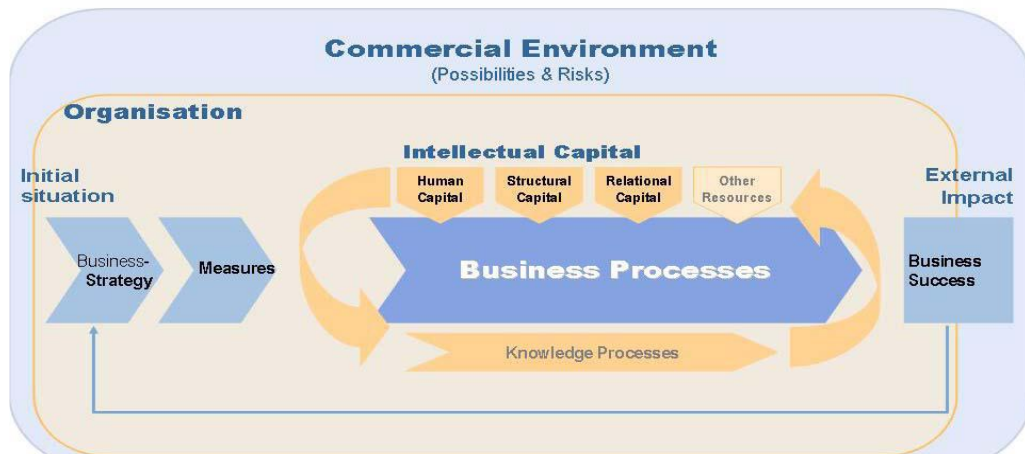 Commercial Environment
(Possibilities & Risks)
Organisation
Initial
situation
Intellectual Capital
Human
Capital
Structural
Capital
Relational
Capital
Other
Resources
External
Impact
Business-
Strategy
Measures
Business Processes
Business
Success
Knowledge Processes